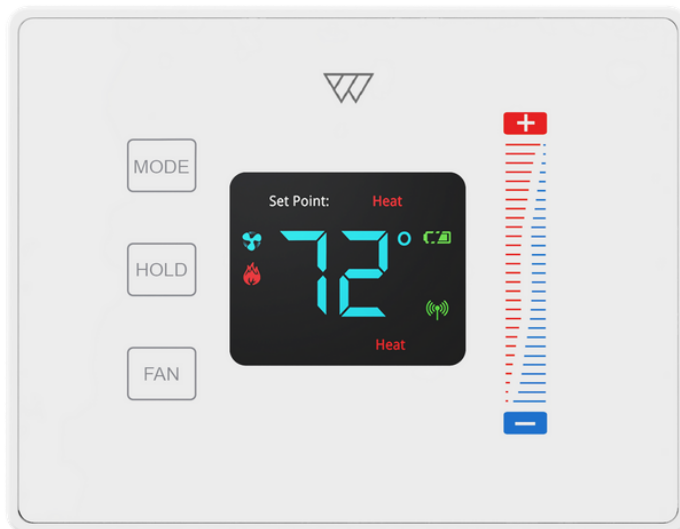 MODE
HOLD
FAN
Set Point: Heat
72°
Heat
+
−